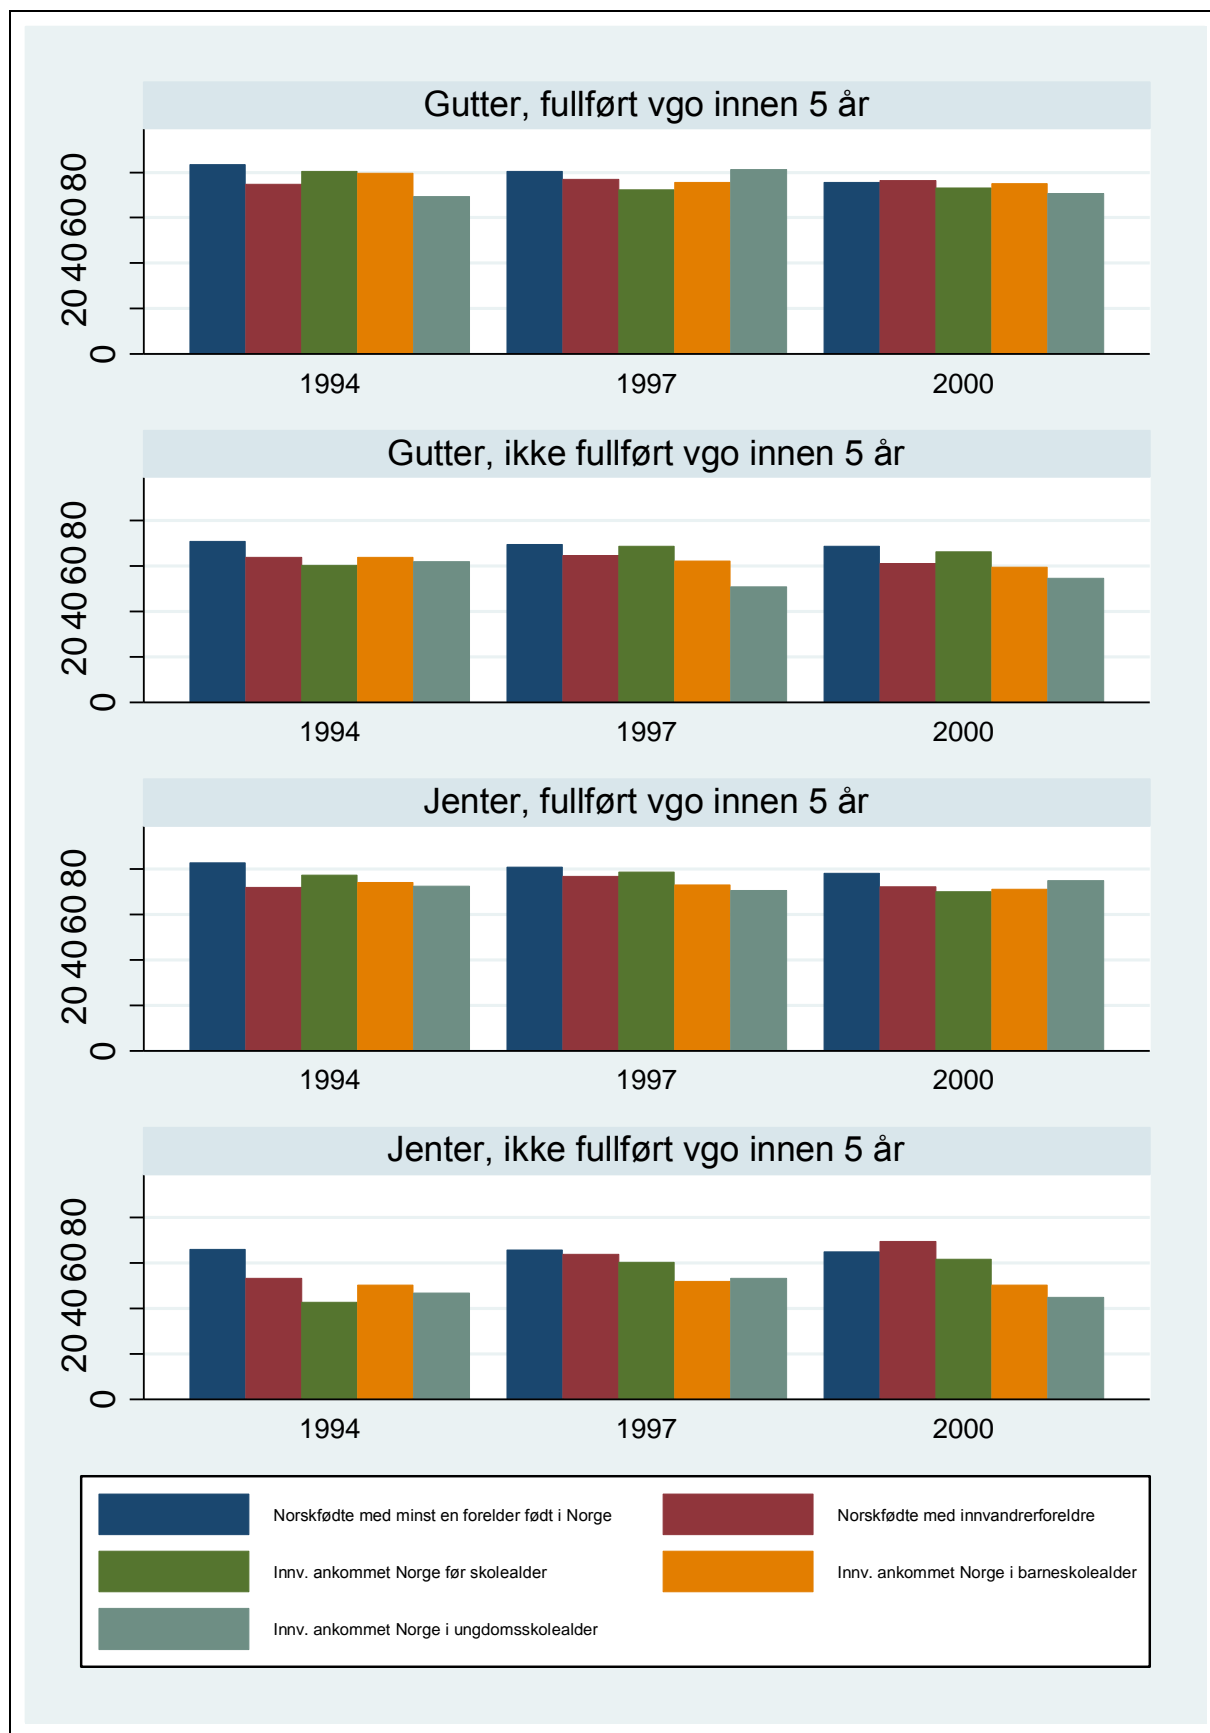 Gutter, fullført vgo innen 5 år
80
60
40
20
0
1994 1997 2000
Gutter, ikke fullført vgo innen 5 år
80
60
40
20
0
1994 1997 2000
Jenter, fullført vgo innen 5 år
80
60
40
20
0
1994 1997 2000
Jenter, ikke fullført vgo innen 5 år
80
60
40
20
0
1994 1997 2000
Norskfødte med minst en forelder født i Norge
Norskfødte med innvandrerforeldre
Innv. ankommet Norge før skolealder
Innv. ankommet Norge i barneskolealder
Innv. ankommet Norge i ungdomsskolealder